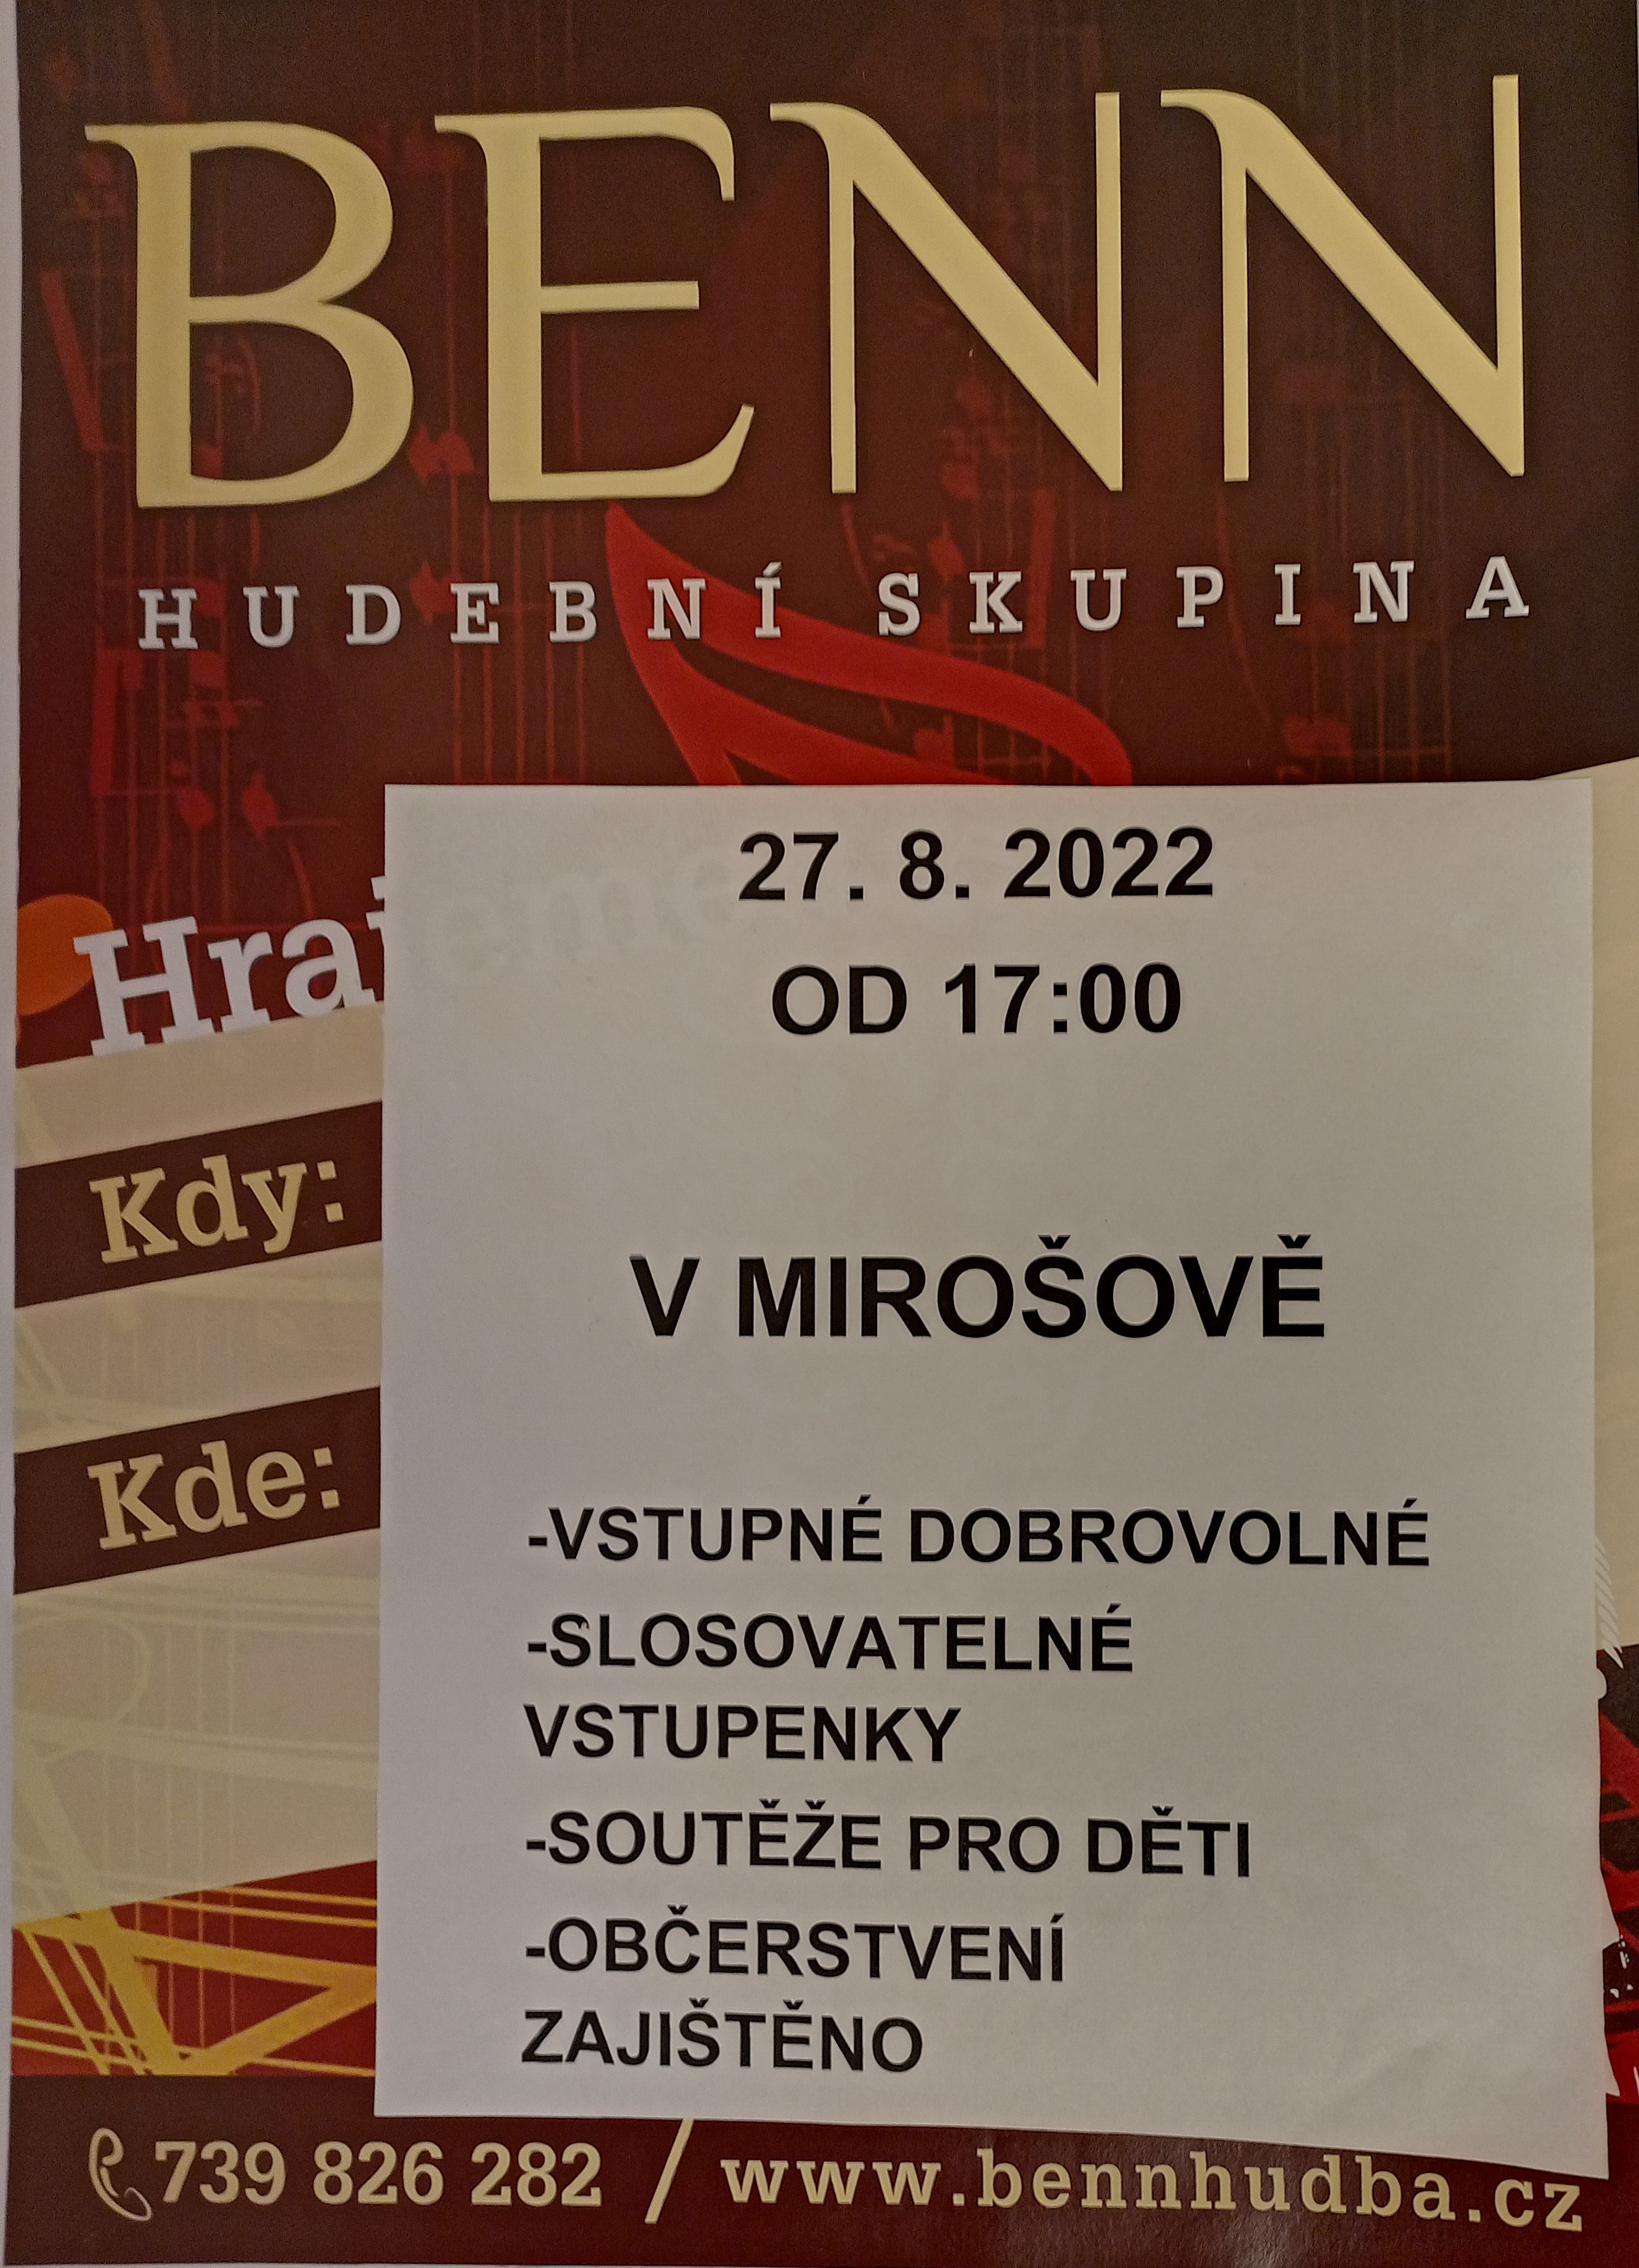 BENN
HUDEBNÍ SKUPINA
Hrajeme
27. 8. 2022
OD 17:00
Kdy:
V MIROŠOVĚ
Kde:
-VSTUPNÉ DOBROVOLNÉ
-SLOSOVATELNÉ
VSTUPENKY
-SOUTĚŽE PRO DĚTI
-OBČERSTVENÍ
ZAJIŠTĚNO
739 826 282 / www.bennhudba.cz